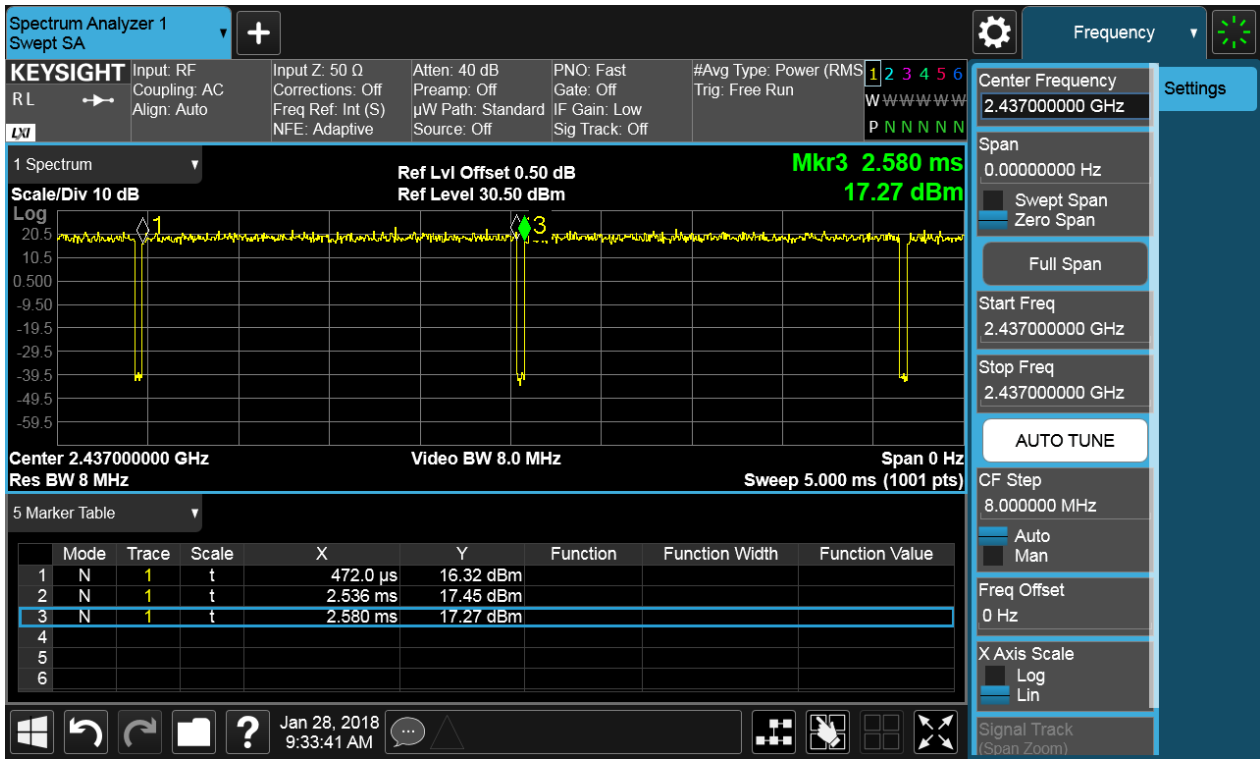 Spectrum Analyzer 1
Swept SA
+
Frequency
KEYSIGHT
R L
LXI
Input: RF
Coupling: AC
Align: Auto
Input Z: 50 Ω
Corrections: Off
Freq Ref: Int (S)
NFE: Adaptive
Atten: 40 dB
Preamp: Off
µW Path: Standard
Source: Off
PNO: Fast
Gate: Off
IF Gain: Low
Sig Track: Off
#Avg Type: Power (RMS
Trig: Free Run
1 2 3 4 5 6
W W W W W W
P N N N N N
1 Spectrum
Scale/Div 10 dB
Ref Lvl Offset 0.50 dB
Ref Level 30.50 dBm
Mkr3 2.580 ms
17.27 dBm
Log
20.5
10.5
0.500
-9.50
-19.5
-29.5
-39.5
-49.5
-59.5
1
3
Center 2.437000000 GHz
Res BW 8 MHz
Video BW 8.0 MHz
Span 0 Hz
Sweep 5.000 ms (1001 pts)
5 Marker Table
Mode Trace Scale X Y Function Function Width Function Value
1 N 1 t 472.0 µs 16.32 dBm
2 N 1 t 2.536 ms 17.45 dBm
3 N 1 t 2.580 ms 17.27 dBm
4
5
6
?
Jan 28, 2018
9:33:41 AM
Settings
Center Frequency
2.437000000 GHz
Span
0.00000000 Hz
Swept Span
Zero Span
Full Span
Start Freq
2.437000000 GHz
Stop Freq
2.437000000 GHz
AUTO TUNE
CF Step
8.000000 MHz
Auto
Man
Freq Offset
0 Hz
X Axis Scale
Log
Lin
Signal Track
(Span Zoom)